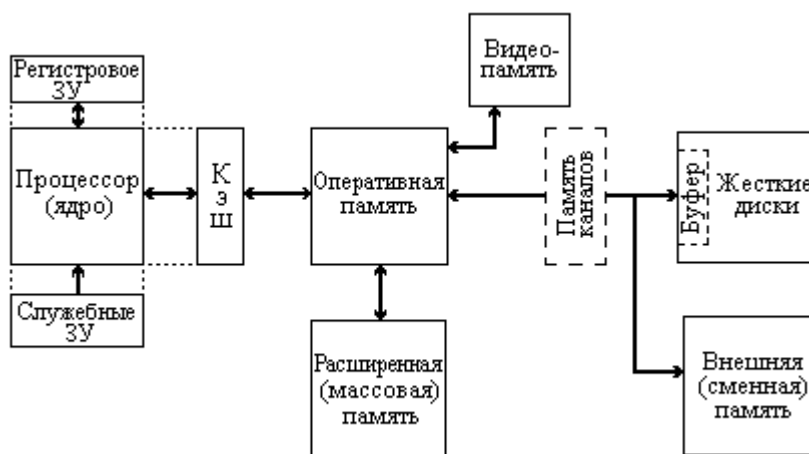 Видео-
память
Регистровое
ЗУ
Процессор
(ядро)
К
э
ш
Оперативная
память
Память
каналов
Буфер
Жесткие
диски
Служебные
ЗУ
Расширенная
(массовая)
память
Внешняя
(сменная)
память